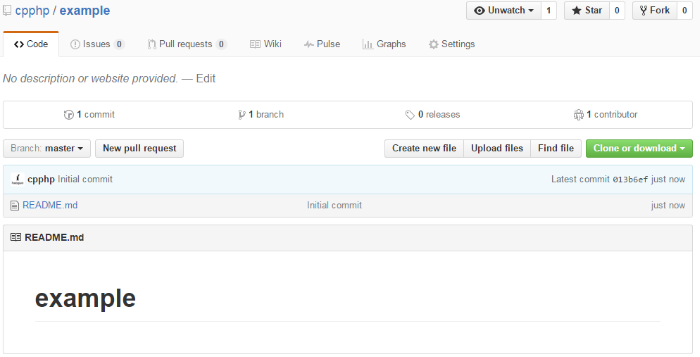 cpphp / example
Unwatch 1 Star 0 Fork 0
Code Issues 0 Pull requests 0 Wiki Pulse Graphs Settings
No description or website provided. — Edit
1 commit 1 branch 0 releases 1 contributor
Branch: master New pull request Create new file Upload files Find file Clone or download
cpphp Initial commit Latest commit 013b6ef just now
README.md Initial commit just now
README.md
example